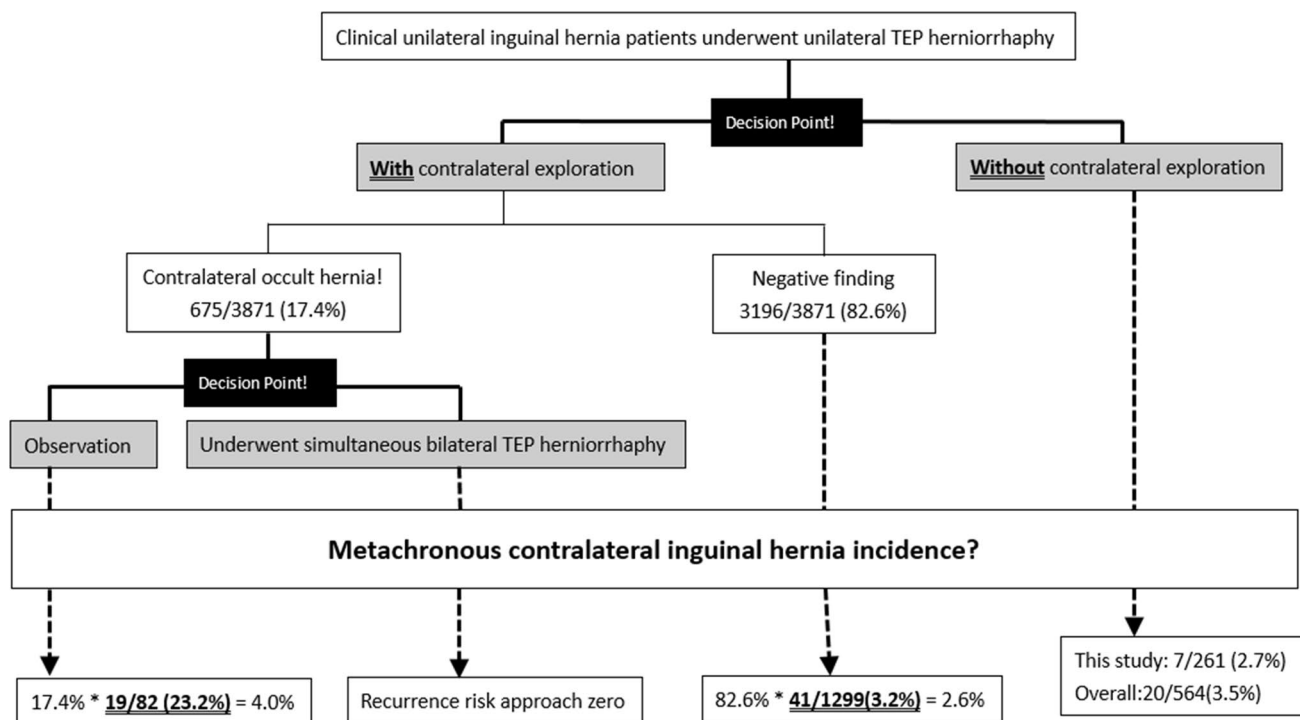 Clinical unilateral inguinal hernia patients underwent unilateral TEP herniorrhaphy
Decision Point!
With contralateral exploration
Without contralateral exploration
Contralateral occult hernia!
675/3871 (17.4%)
Negative finding
3196/3871 (82.6%)
Decision Point!
Observation
Underwent simultaneous bilateral TEP herniorrhaphy
Metachronous contralateral inguinal hernia incidence?
17.4% * 19/82 (23.2%) = 4.0%
Recurrence risk approach zero
82.6% * 41/1299(3.2%) = 2.6%
This study: 7/261 (2.7%)
Overall:20/564(3.5%)